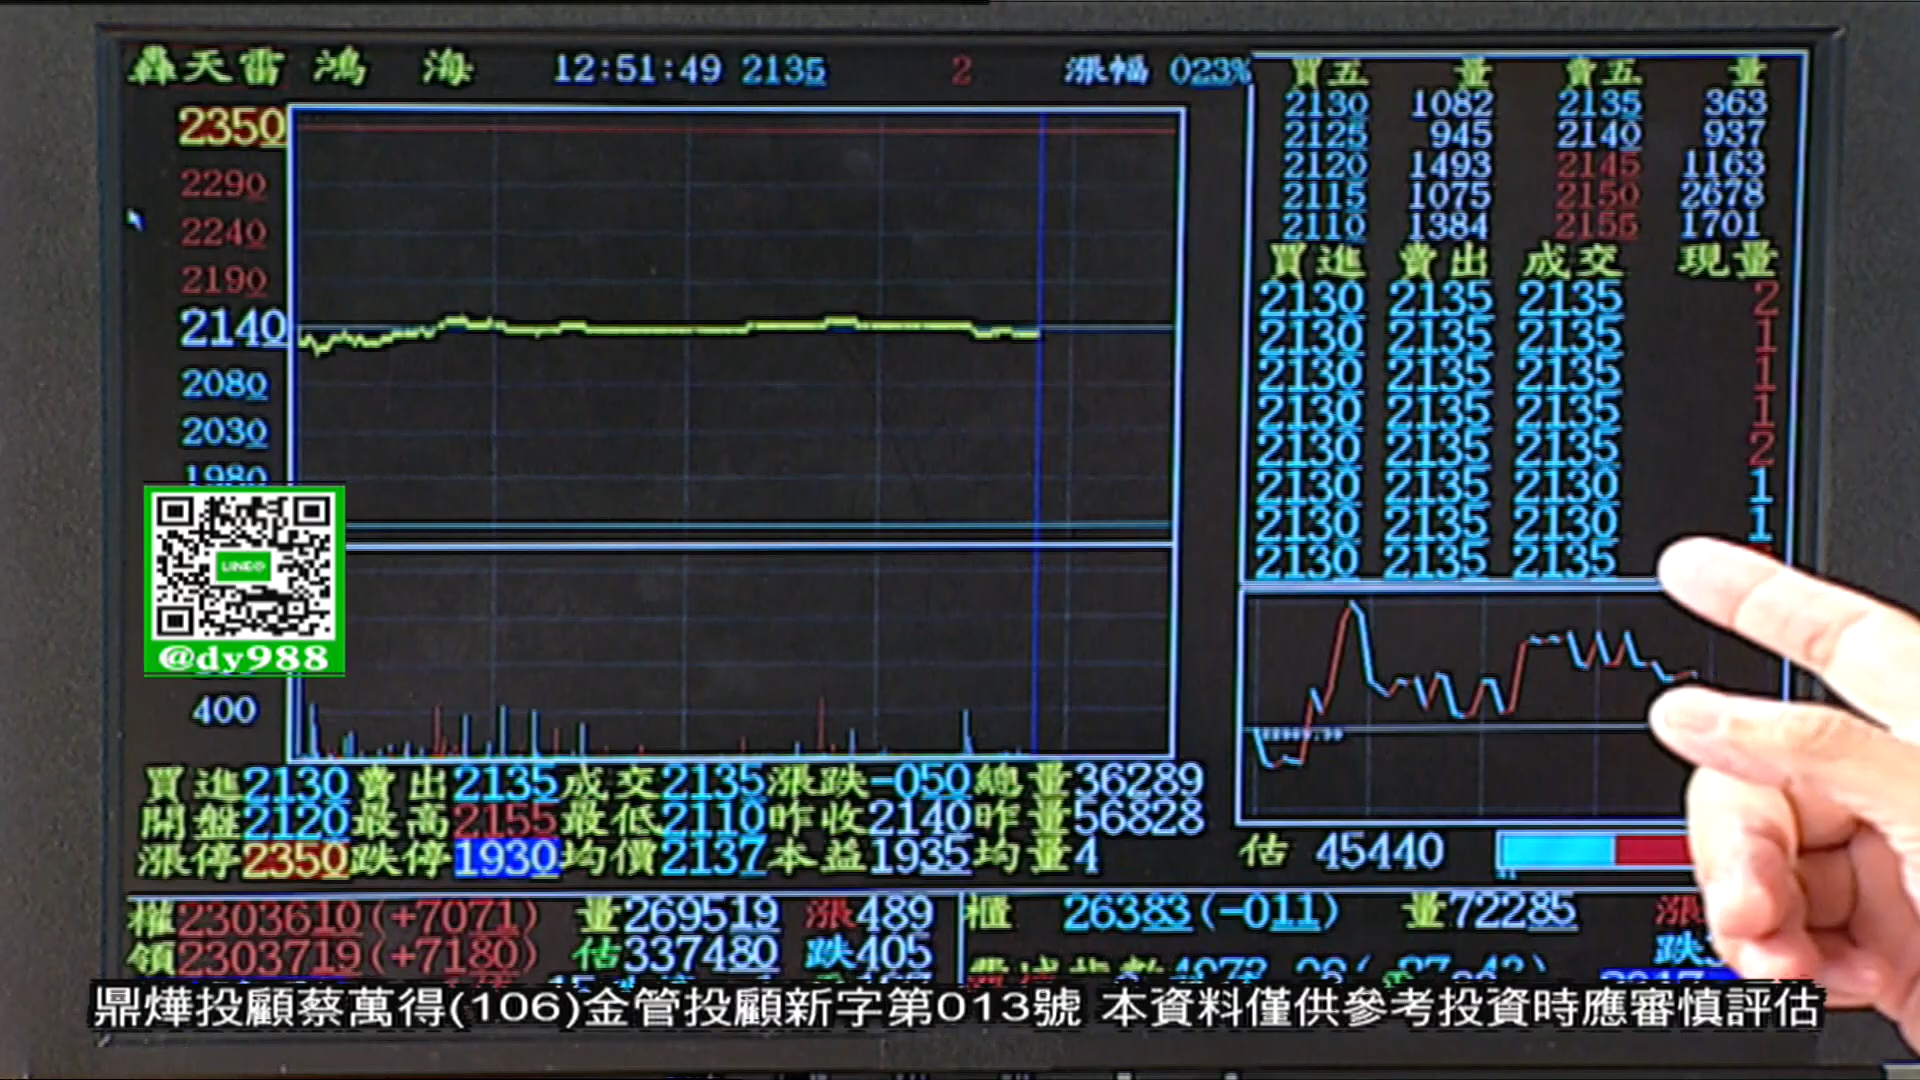 轟天雷 鴻 海 12:51:49 2135 2 漲幅 023%
買五 量 賣五 量
2130 1082 2135 363
2125 945 2140 937
2120 1493 2145 1163
2115 1075 2150 2678
2110 1384 2155 1701
買進 賣出 成交 現量
2130 2135 2135 2
2130 2135 2135 1
2130 2135 2135 1
2130 2135 2135 1
2130 2135 2135 2
2130 2135 2130 1
2130 2135 2130 1
2130 2135 2135
2350
2290
2240
2190
2140
2080
2030
1980
LINE@
@dy988
400
買進2130賣出2135成交2135漲跌-050總量36289
開盤2120最高2155最低2110昨收2140昨量56828
漲停2350跌停1930均價2137本益1935均量4
估 45440
權2303610(+7071) 量269519 漲489
領2303719(+7180) 估337480 跌405
櫃 26383(-011) 量72285 漲
跌
鼎燁投顧蔡萬得(106)金管投顧新字第013號 本資料僅供參考投資時應審慎評估